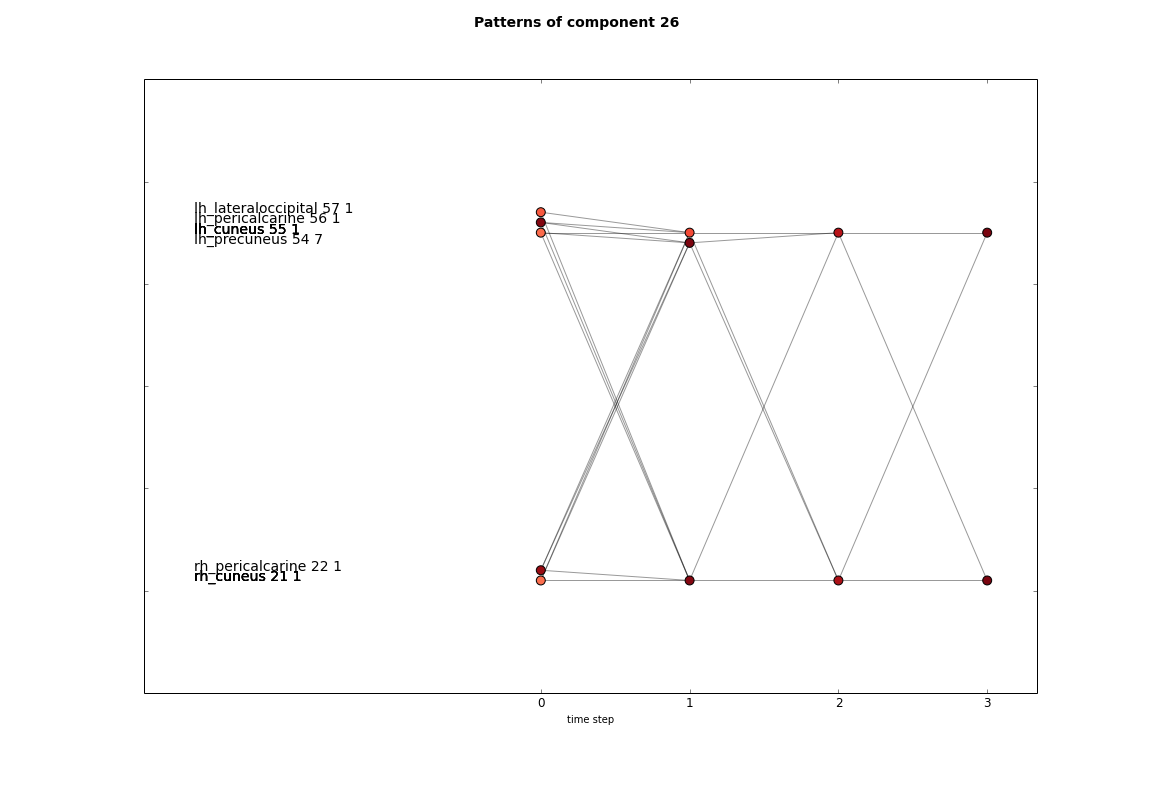 Patterns of component 26
lh_lateraloccipital 57 1
lh_pericalcarine 56 1
lh_cuneus 55 1
lh_precuneus 54 7
rh_pericalcarine 22 1
rh_cuneus 21 1
0 1 2 3
time step